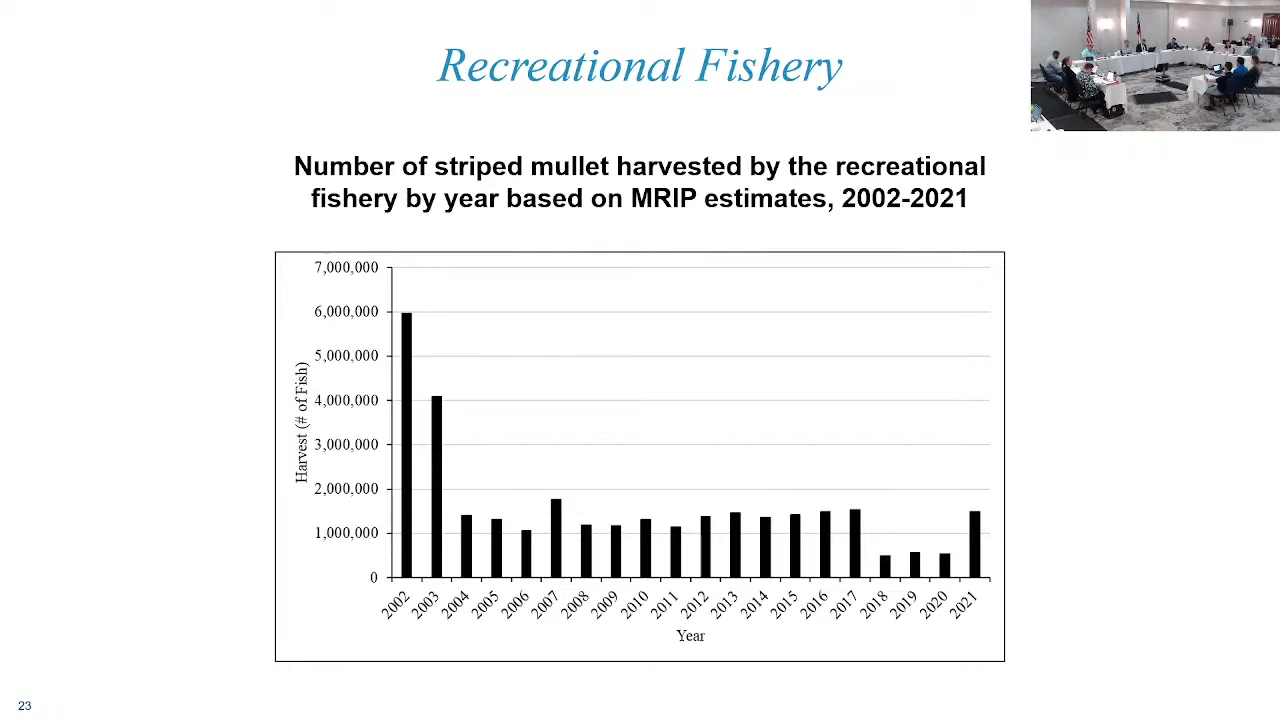 Recreational Fishery
Number of striped mullet harvested by the recreational
fishery by year based on MRIP estimates, 2002-2021
7,000,000
6,000,000
5,000,000
4,000,000
3,000,000
2,000,000
1,000,000
0
Harvest (# of Fish)
2002 2003 2004 2005 2006 2007 2008 2009 2010 2011 2012 2013 2014 2015 2016 2017 2018 2019 2020 2021
Year
23